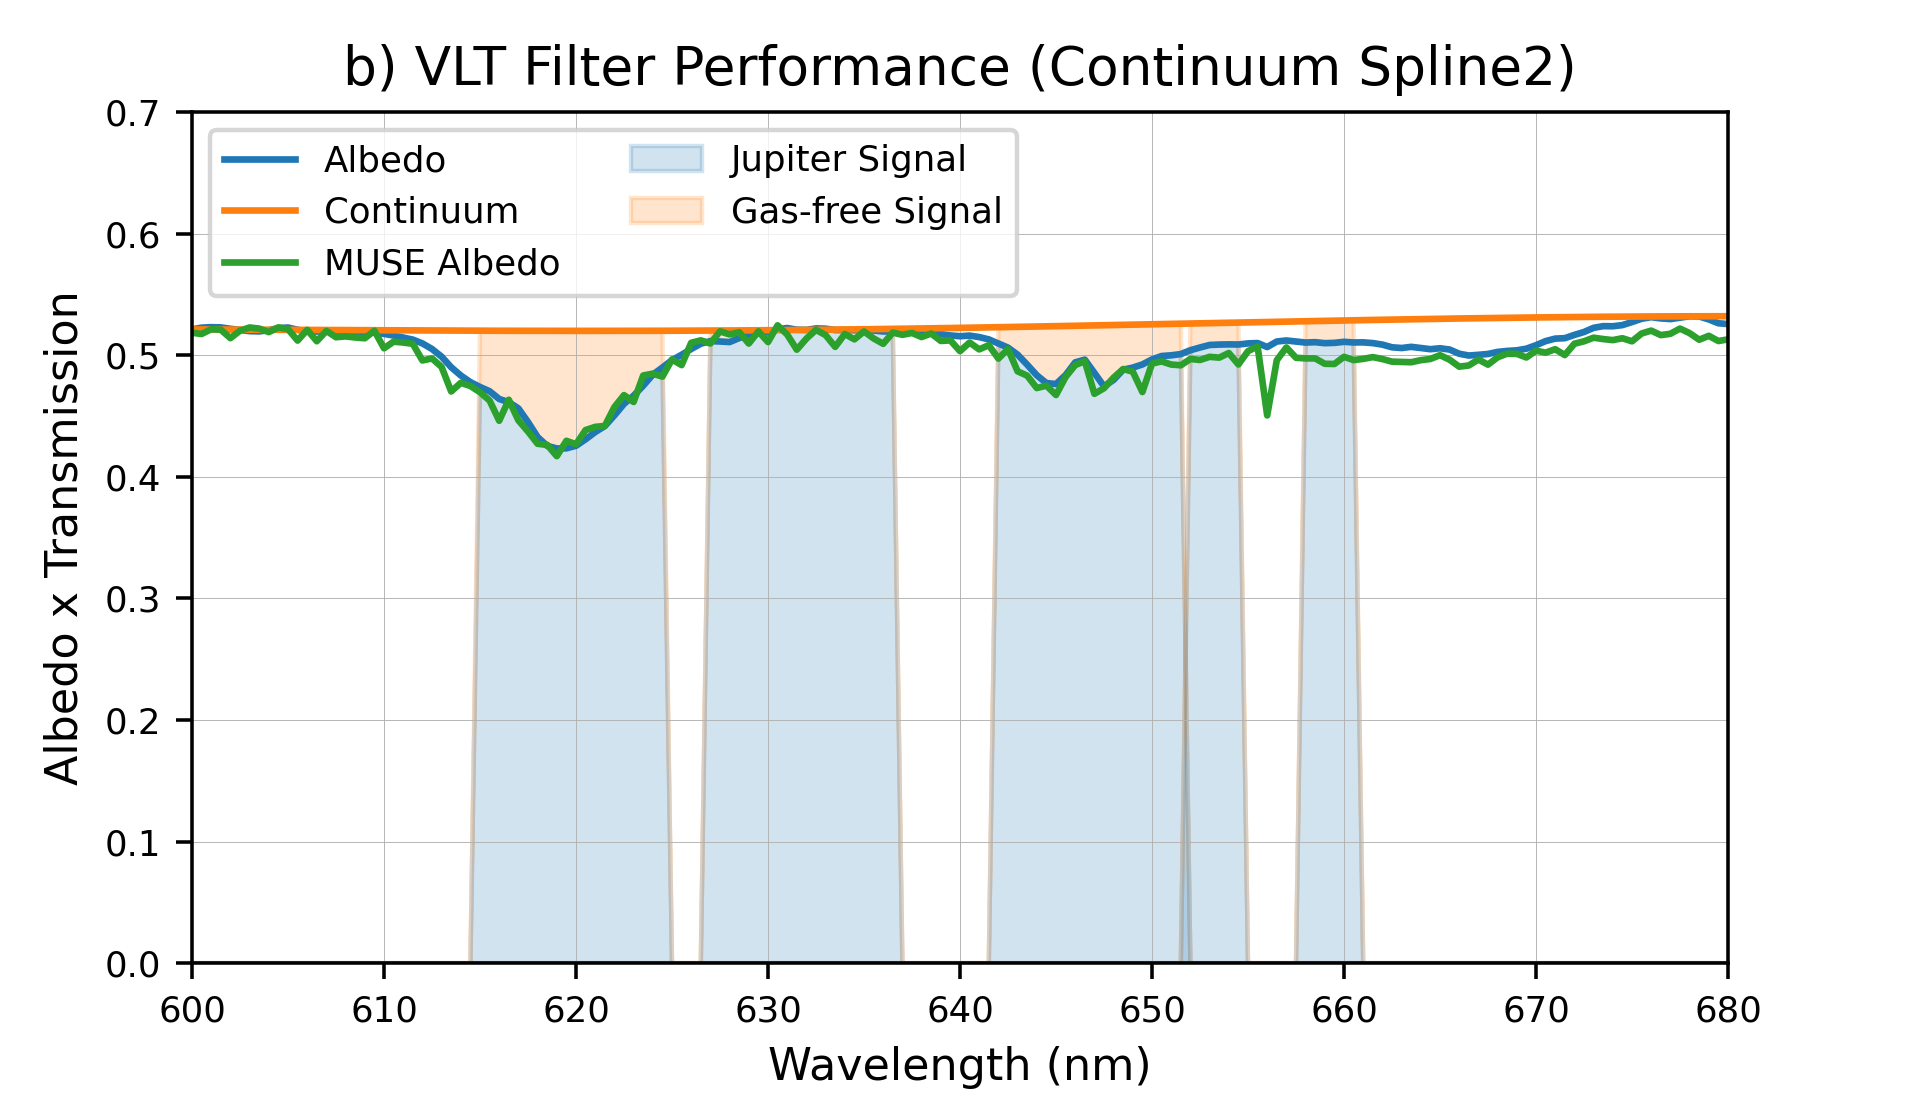 b) VLT Filter Performance (Continuum Spline2)
Albedo
Continuum
MUSE Albedo
Jupiter Signal
Gas-free Signal
Albedo x Transmission
0.7
0.6
0.5
0.4
0.3
0.2
0.1
0.0
600 610 620 630 640 650 660 670 680
Wavelength (nm)